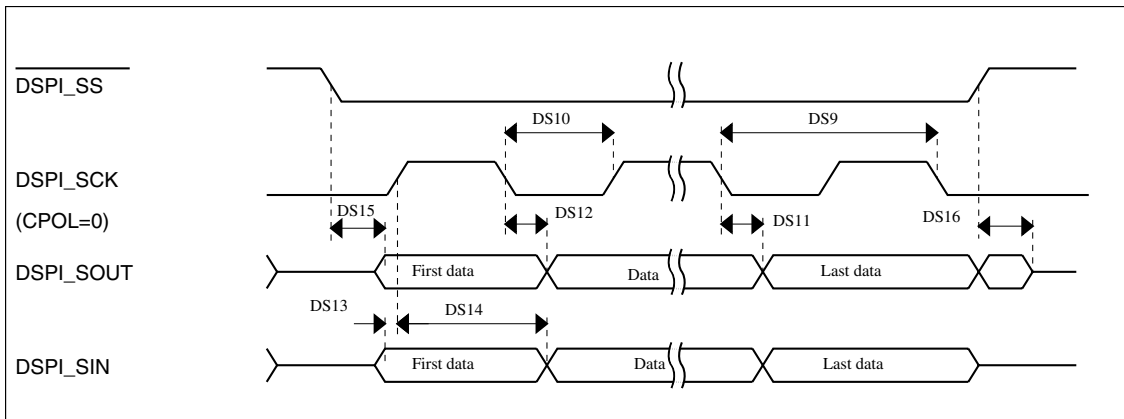 DSPI_SS
DS10
DS9
DSPI_SCK
(CPOL=0)
DS15
DS12
DS11
DS16
DSPI_SOUT
First data
Data
Last data
DS13
DS14
DSPI_SIN
First data
Data
Last data